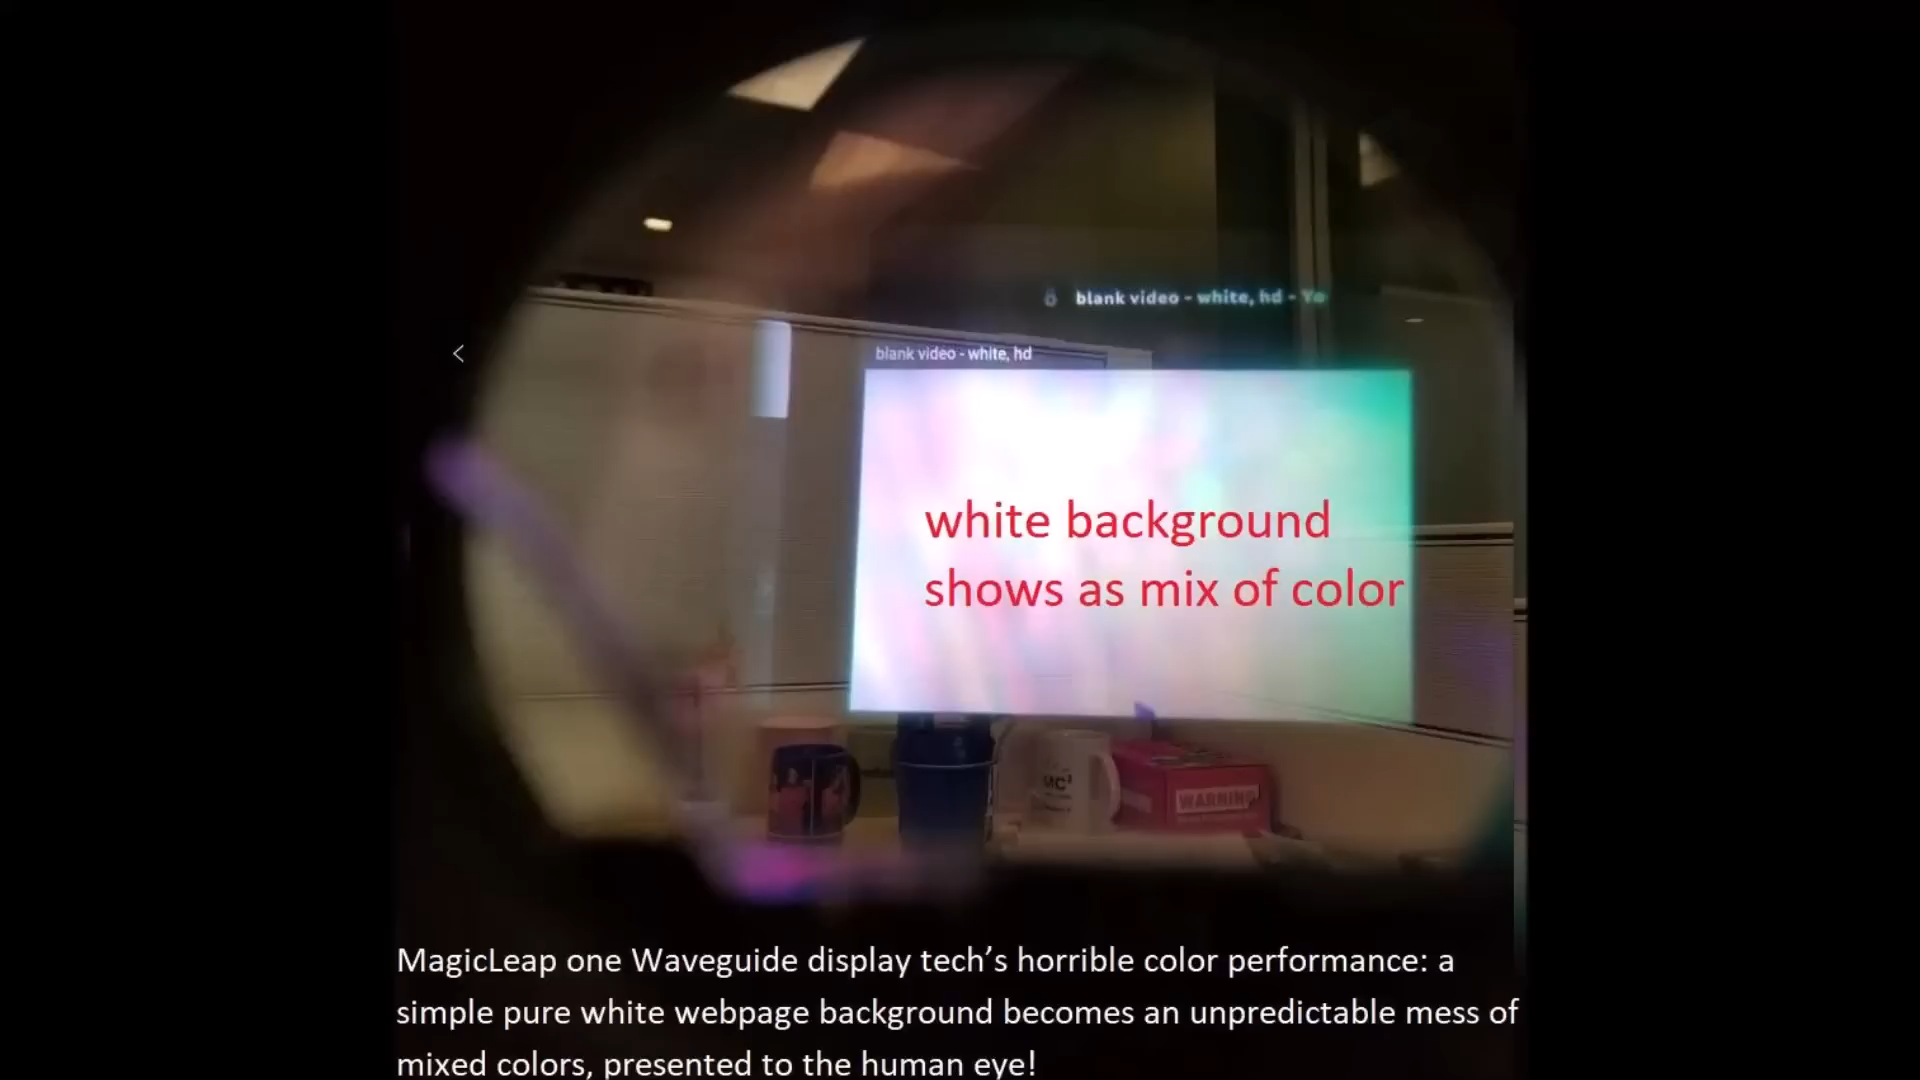 blank video - white, hd - Yo
blank video - white, hd
white background
shows as mix of color
MC²
WARNING
MagicLeap one Waveguide display tech’s horrible color performance: a
simple pure white webpage background becomes an unpredictable mess of
mixed colors, presented to the human eye!